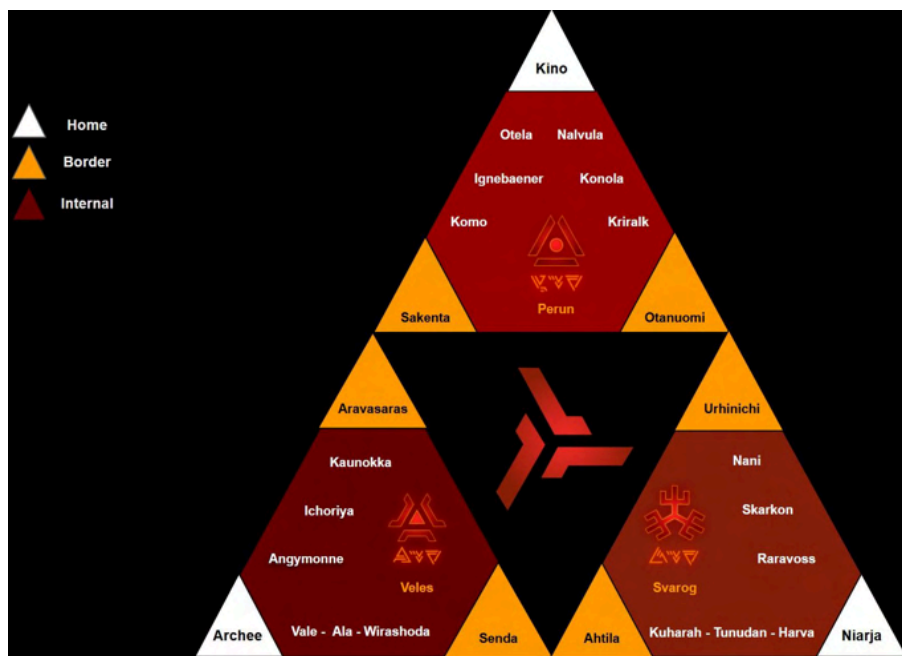 Kino
Home
Otela Nalvula
Border
Ignebaener Konola
Internal
Komo Kriralk
Perun
Sakenta Otanuomi
Aravasaras Urhinichi
Kaunokka Nani
Ichoriya Skarkon
Angymonne Raravoss
Veles Svarog
Archee Vale - Ala - Wirashoda Senda Ahtila Kuharah - Tunudan - Harva Niarja